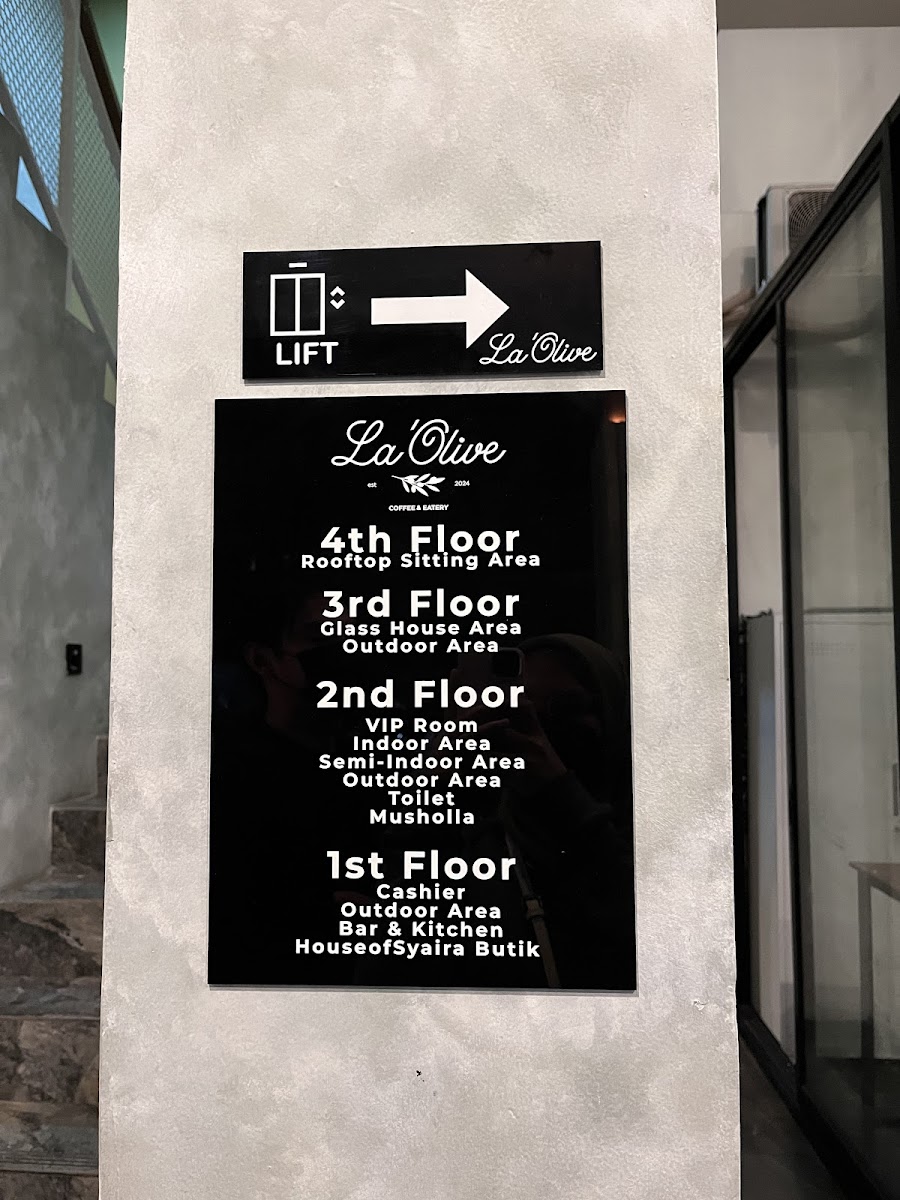 LIFT
La'Olive
La'Olive
est 2024
COFFEE & EATERY
4th Floor
Rooftop Sitting Area
3rd Floor
Glass House Area
Outdoor Area
2nd Floor
VIP Room
Indoor Area
Semi-Indoor Area
Outdoor Area
Toilet
Musholla
1st Floor
Cashier
Outdoor Area
Bar & Kitchen
HouseofSyaira Butik